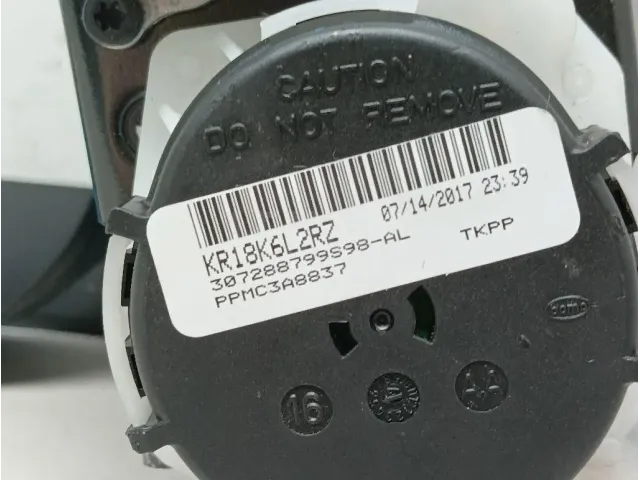 CAUTION
DO NOT REMOVE
KR18K6L2RZ 07/14/2017 23:39
307288799S98-AL TKPP
PPMC3A8837
16